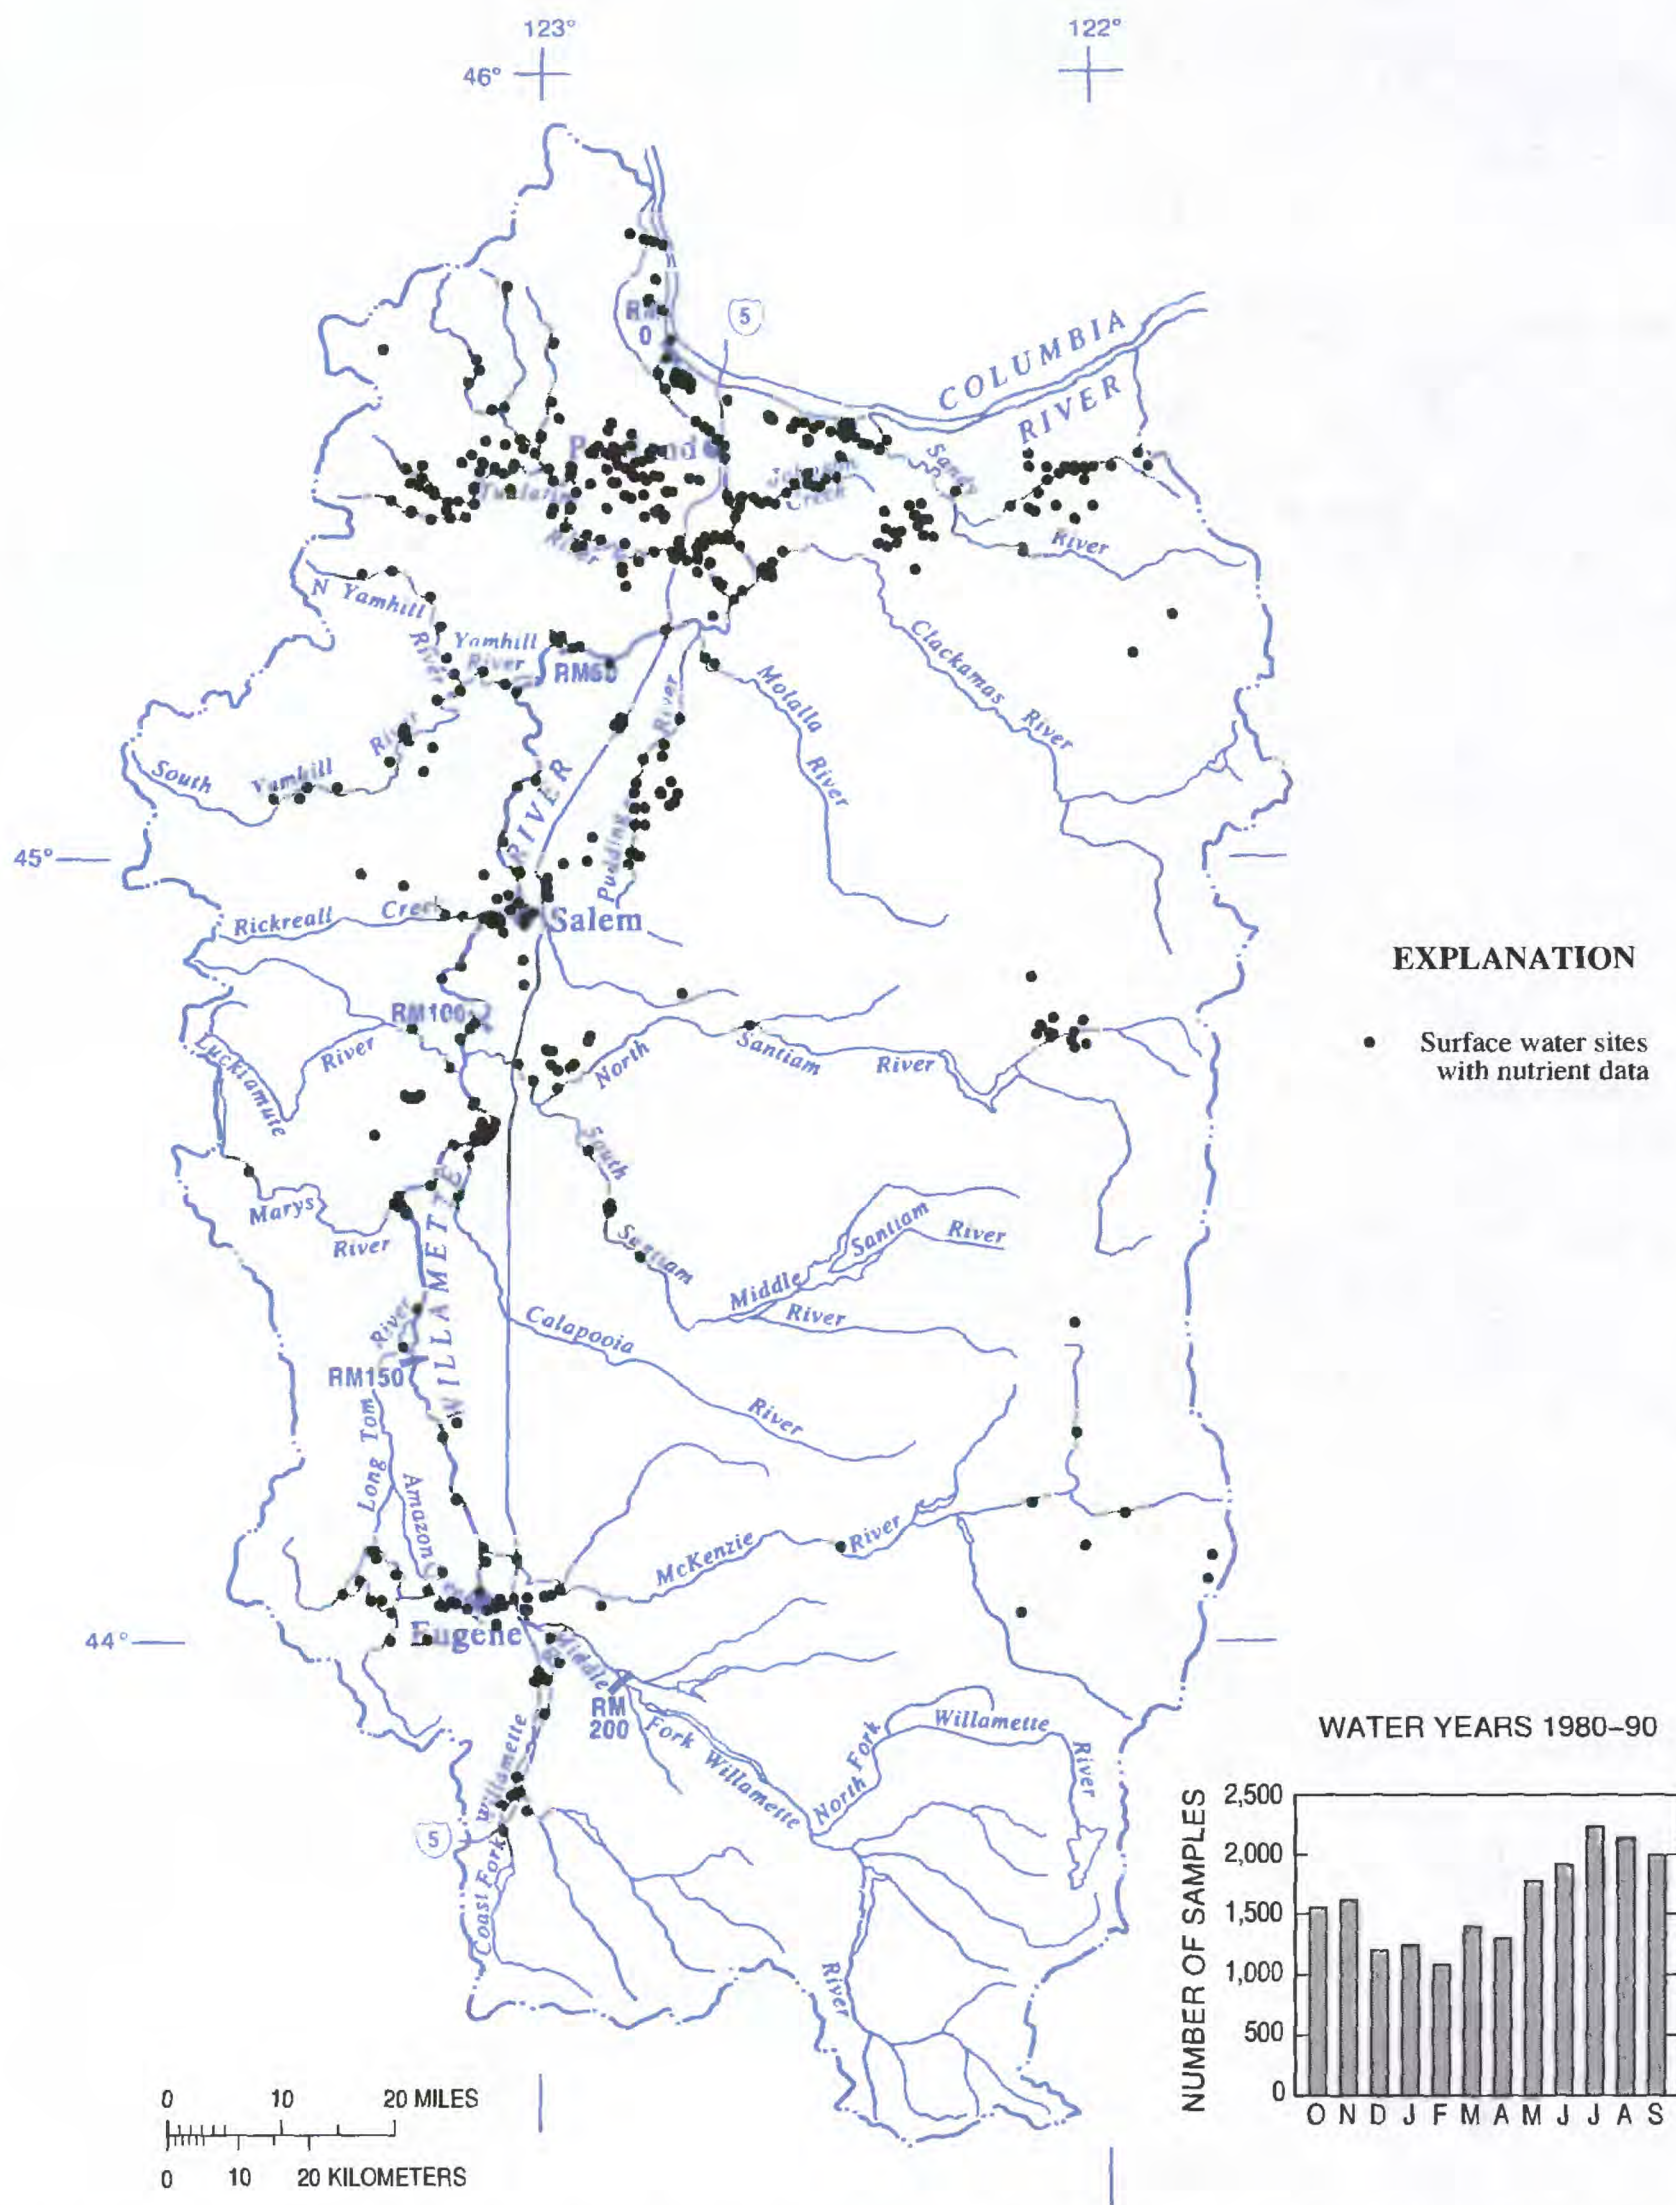 123°
122°
46°
5
RM
0
COLUMBIA
RIVER
Portland
Sandy
Johnson
Creek
Tualatin
River
River
N Yamhill
River
Yamhill
River
RM50
Clackamas
River
Molalla
River
River
Pudding
South
Yamhill
River
RIVER
45°
Rickreall
Creek
Salem
RM100
Luckiamute
River
North
Santiam
River
South
Santiam
Marys
River
WILLAMETTE
Middle
Santiam
River
River
Calapooia
River
River
RM150
Long Tom
Amazon
McKenzie
River
44°
Eugene
Middle
RM
200
Fork
Willamette
North
Fork
Willamette
River
Willamette
5
Coast Fork
River
EXPLANATION
Surface water sites
with nutrient data
WATER YEARS 1980–90
NUMBER OF SAMPLES
2,500
2,000
1,500
1,000
500
0
O N D J F M A M J J A S
0 10 20 MILES
0 10 20 KILOMETERS